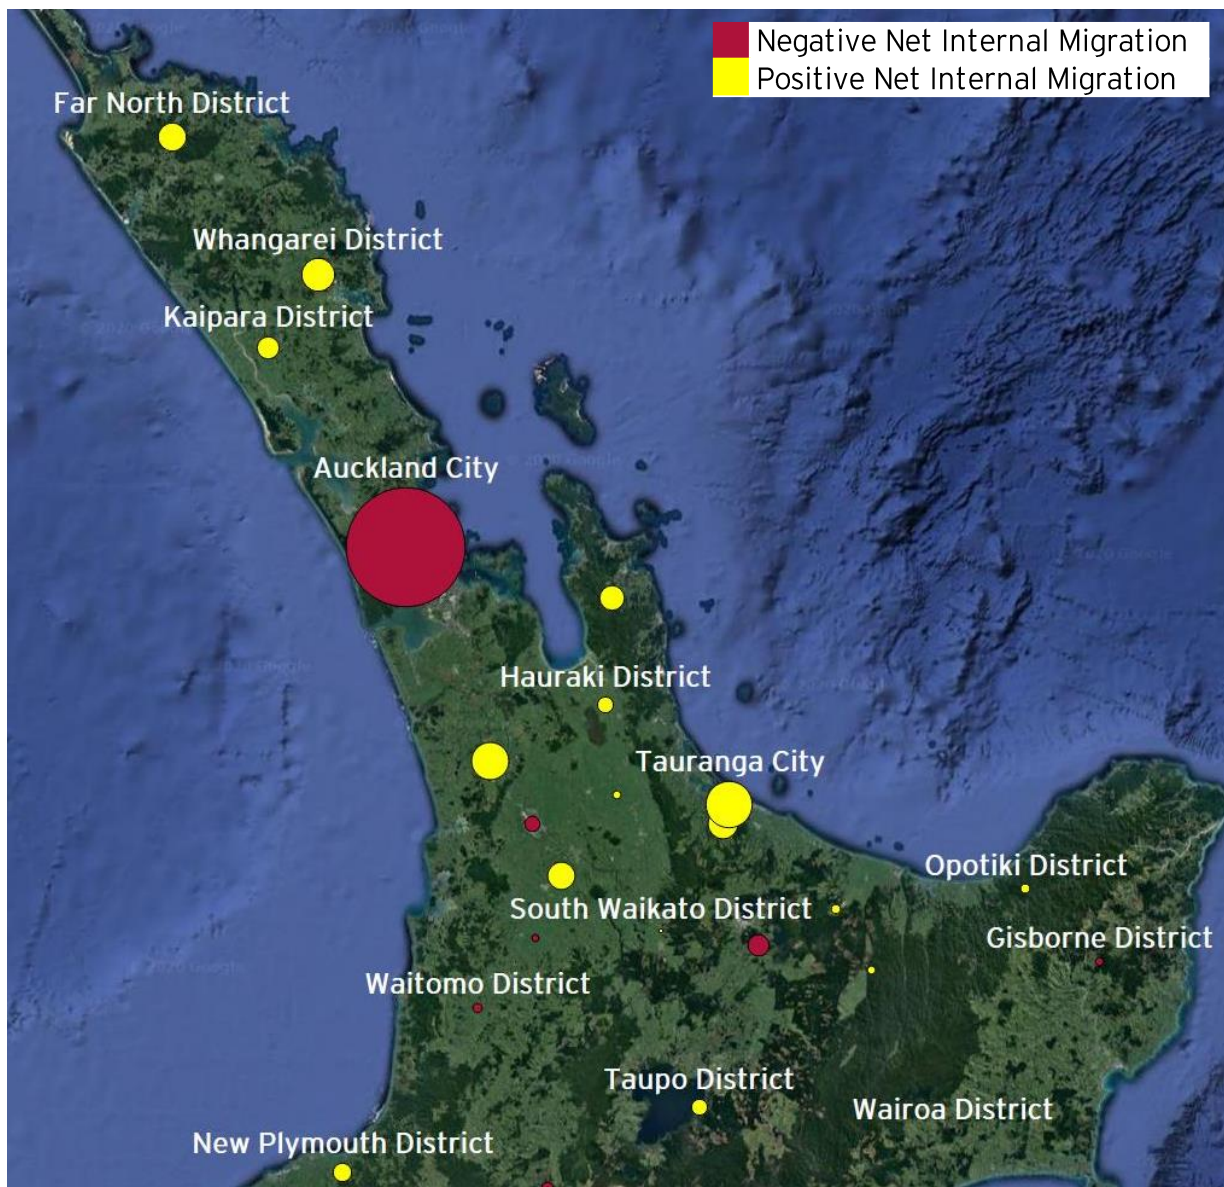 Negative Net Internal Migration
Positive Net Internal Migration
Far North District
Whangarei District
Kaipara District
Auckland City
Hauraki District
Tauranga City
Opotiki District
South Waikato District
Gisborne District
Waitomo District
Taupo District
Wairoa District
New Plymouth District